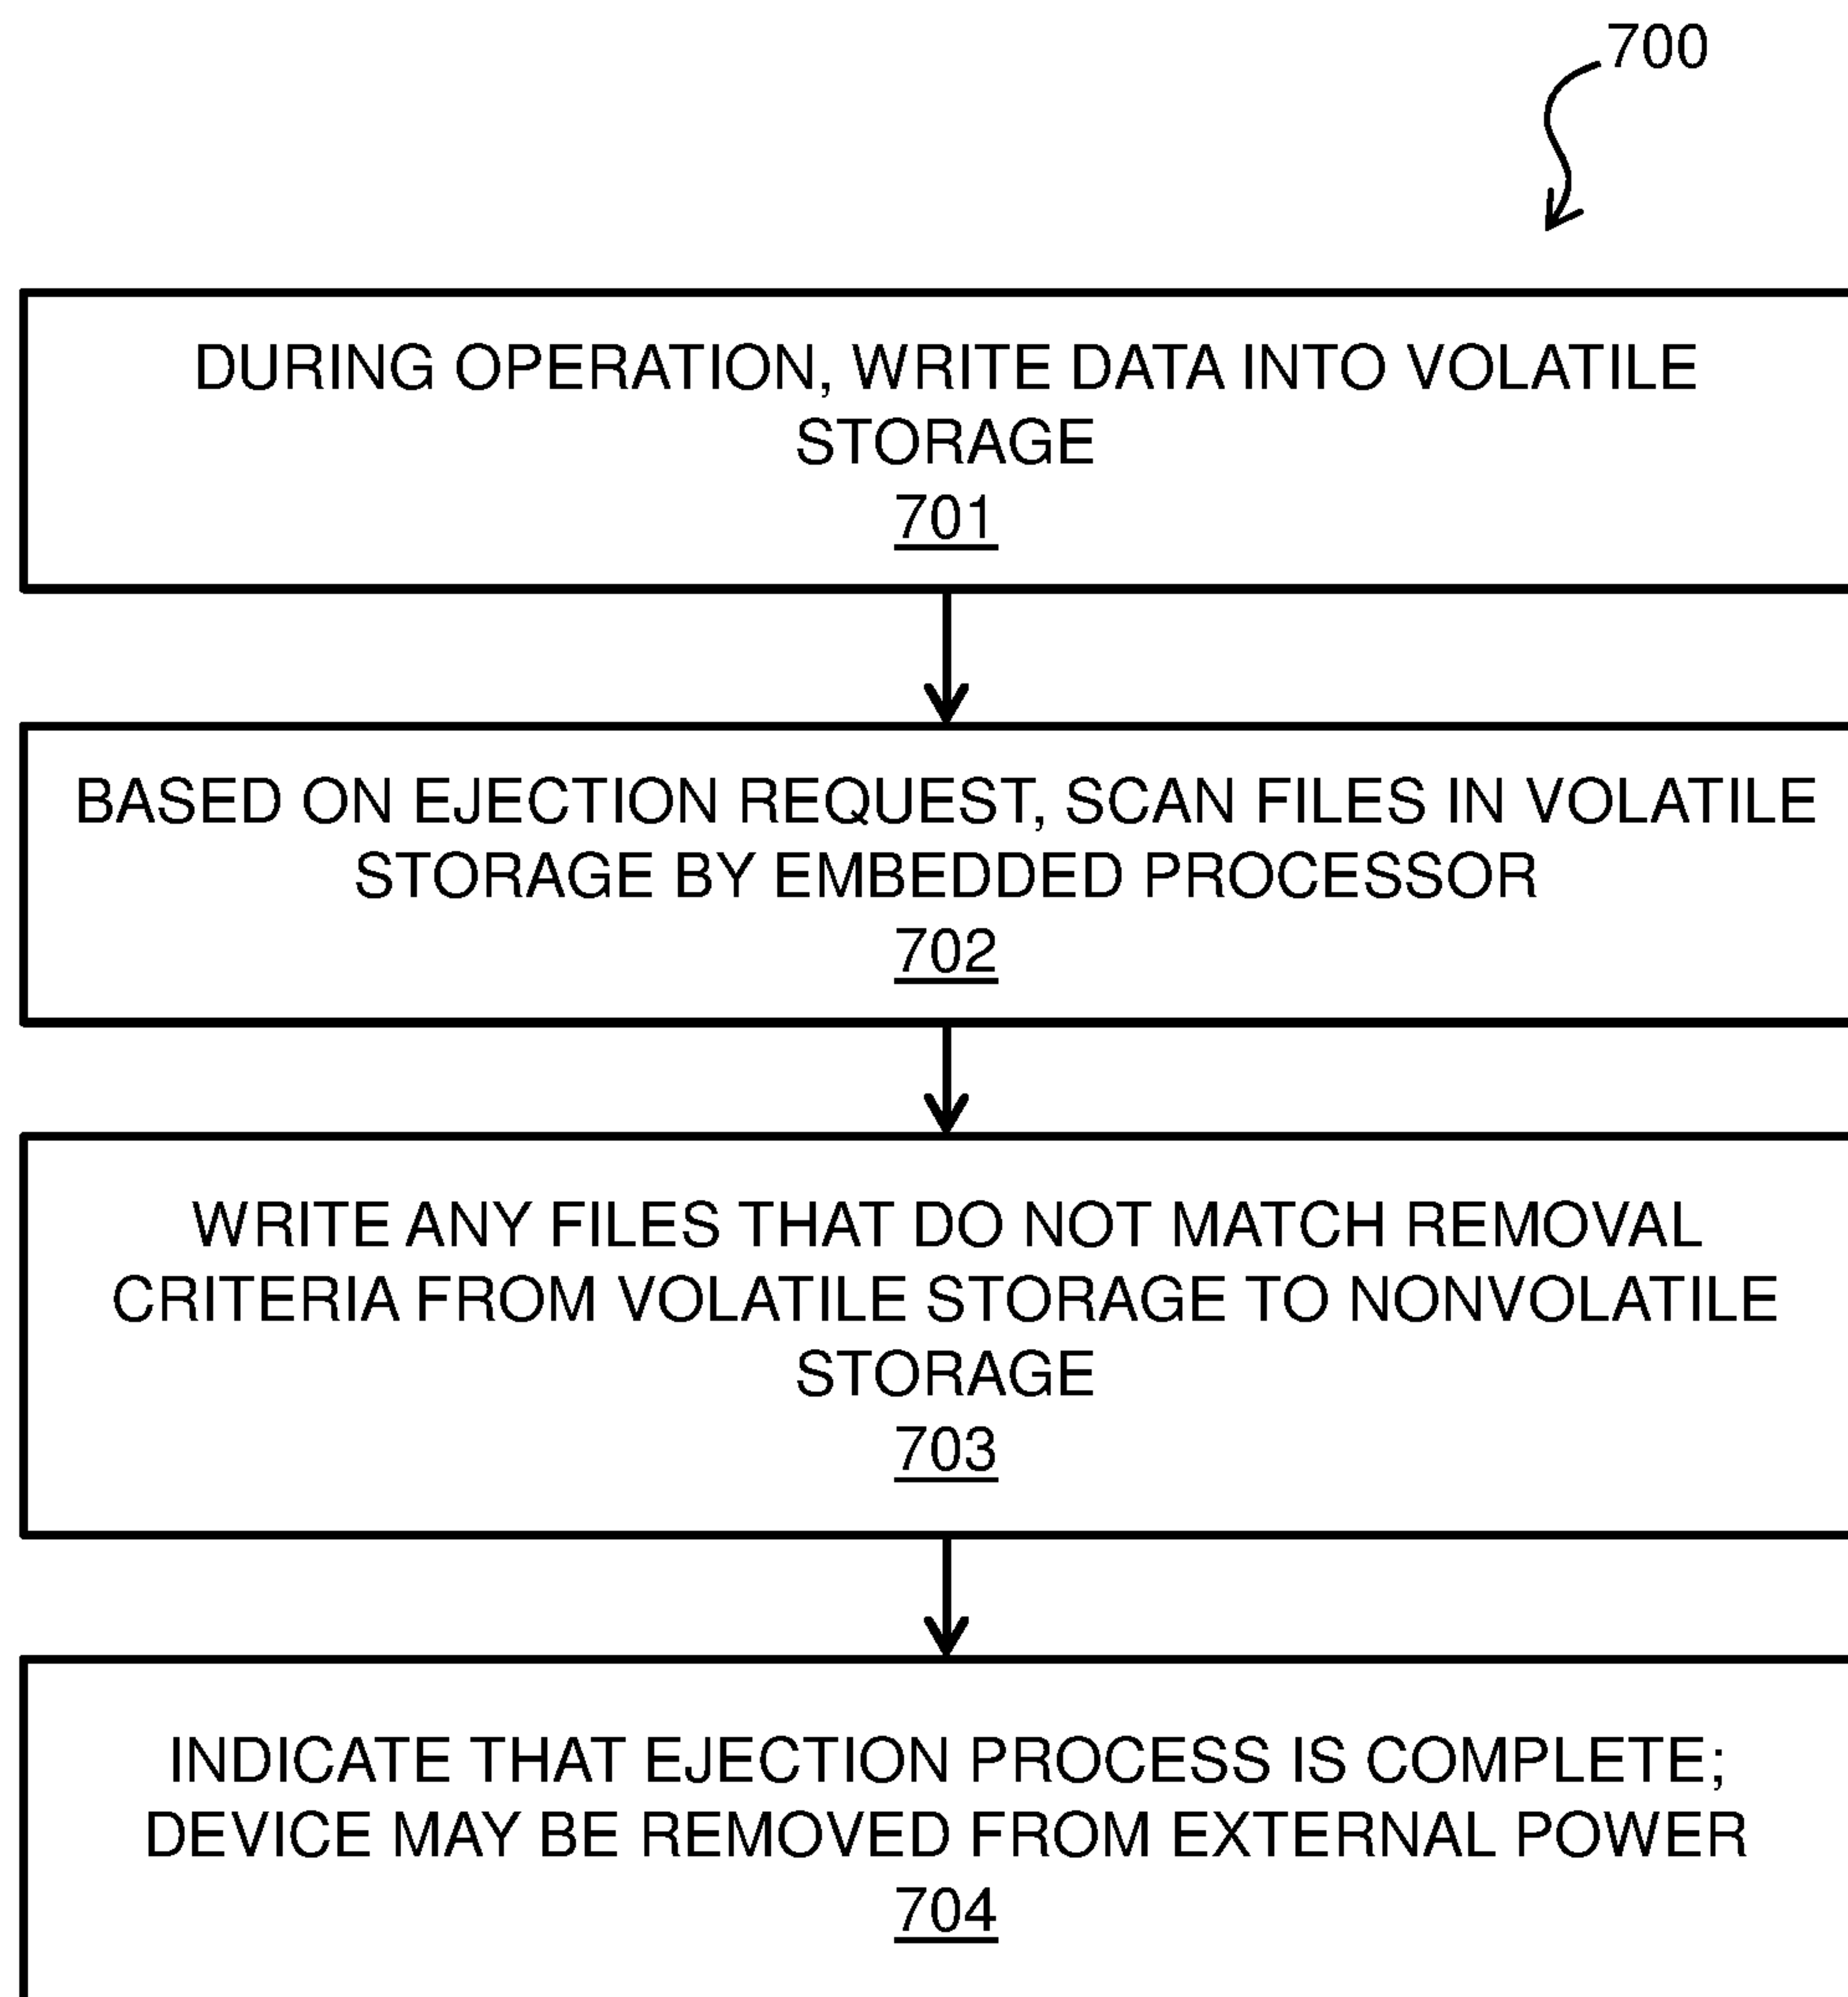 700
DURING OPERATION, WRITE DATA INTO VOLATILE
STORAGE
701
BASED ON EJECTION REQUEST, SCAN FILES IN VOLATILE
STORAGE BY EMBEDDED PROCESSOR
702
WRITE ANY FILES THAT DO NOT MATCH REMOVAL
CRITERIA FROM VOLATILE STORAGE TO NONVOLATILE
STORAGE
703
INDICATE THAT EJECTION PROCESS IS COMPLETE;
DEVICE MAY BE REMOVED FROM EXTERNAL POWER
704